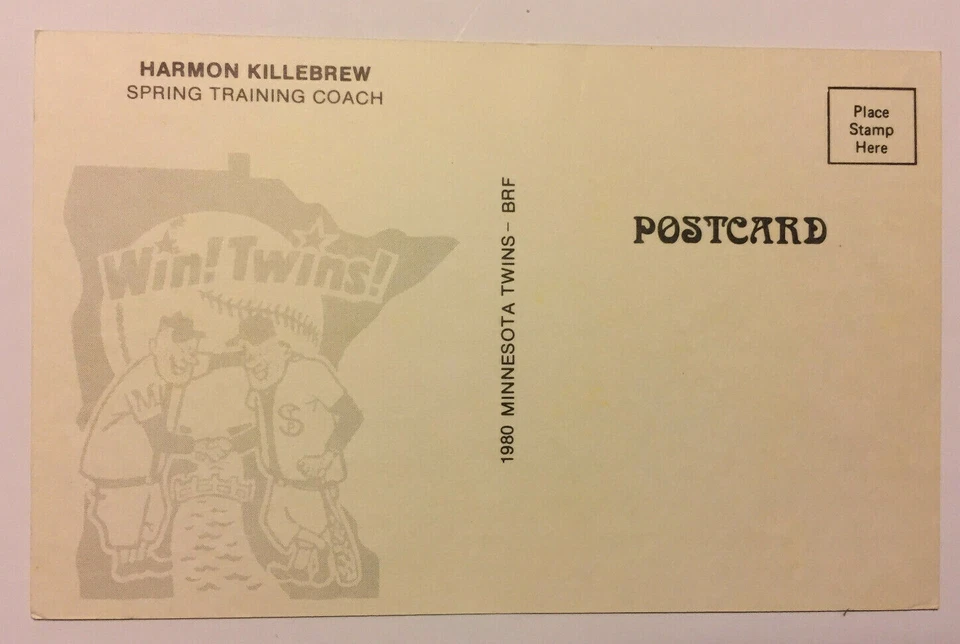 HARMON KILLEBREW
SPRING TRAINING COACH
Win! Twins!
M
S
1980 MINNESOTA TWINS - BRF
Place
Stamp
Here
POSTCARD